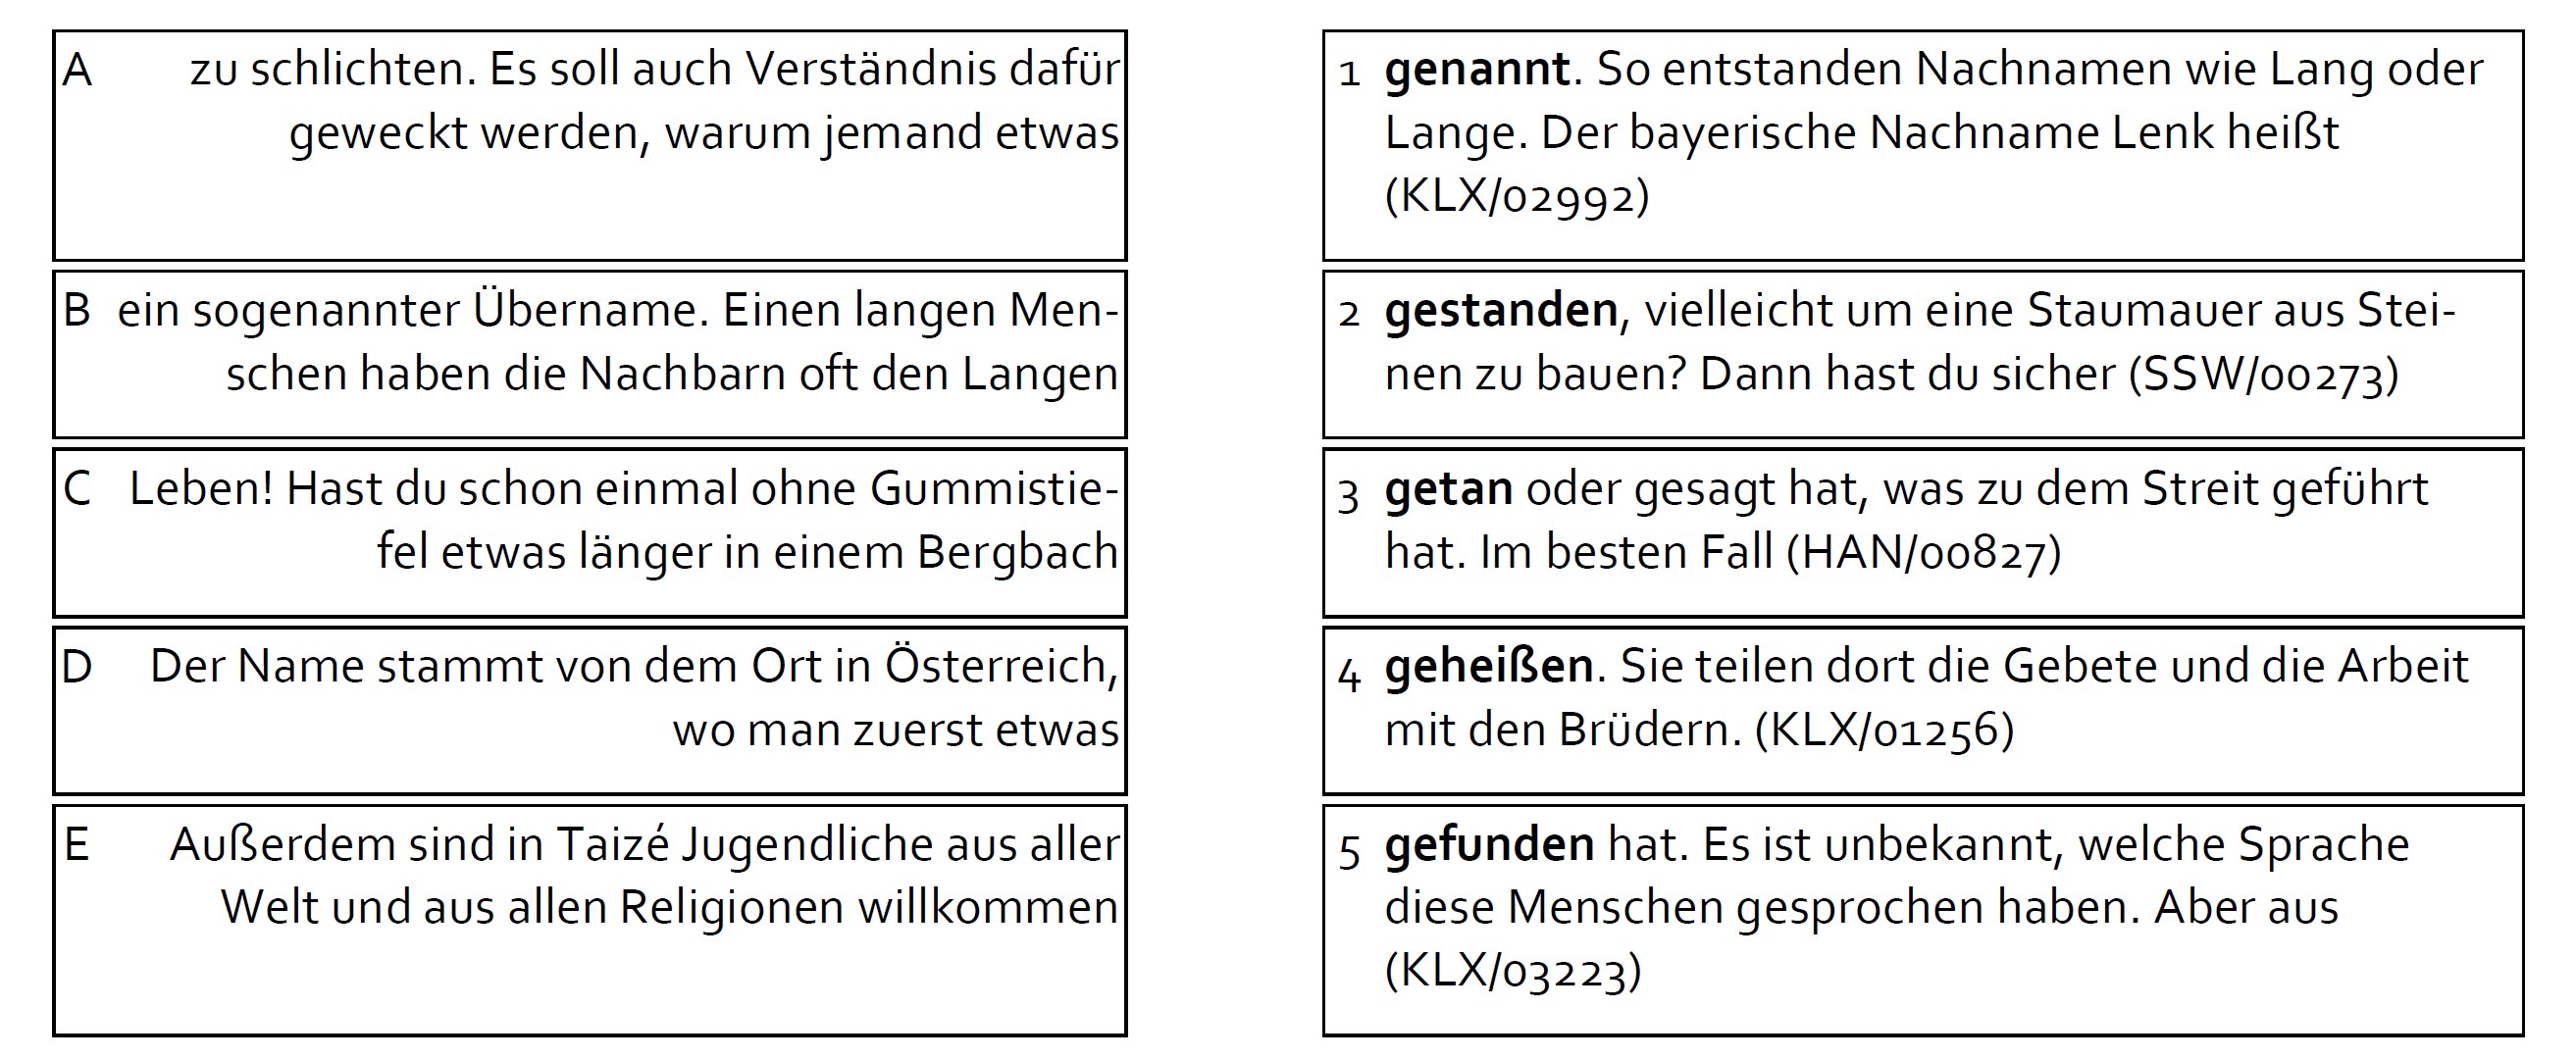 A zu schlichten. Es soll auch Verständnis dafür
geweckt werden, warum jemand etwas
B ein sogenannter Übername. Einen langen Men-
schen haben die Nachbarn oft den Langen
C Leben! Hast du schon einmal ohne Gummistie-
fel etwas länger in einem Bergbach
D Der Name stammt von dem Ort in Österreich,
wo man zuerst etwas
E Außerdem sind in Taizé Jugendliche aus aller
Welt und aus allen Religionen willkommen
1 genannt. So entstanden Nachnamen wie Lang oder
Lange. Der bayerische Nachname Lenk heißt
(KLX/02992)
2 gestanden, vielleicht um eine Staumauer aus Stei-
nen zu bauen? Dann hast du sicher (SSW/00273)
3 getan oder gesagt hat, was zu dem Streit geführt
hat. Im besten Fall (HAN/00827)
4 geheißen. Sie teilen dort die Gebete und die Arbeit
mit den Brüdern. (KLX/01256)
5 gefunden hat. Es ist unbekannt, welche Sprache
diese Menschen gesprochen haben. Aber aus
(KLX/03223)